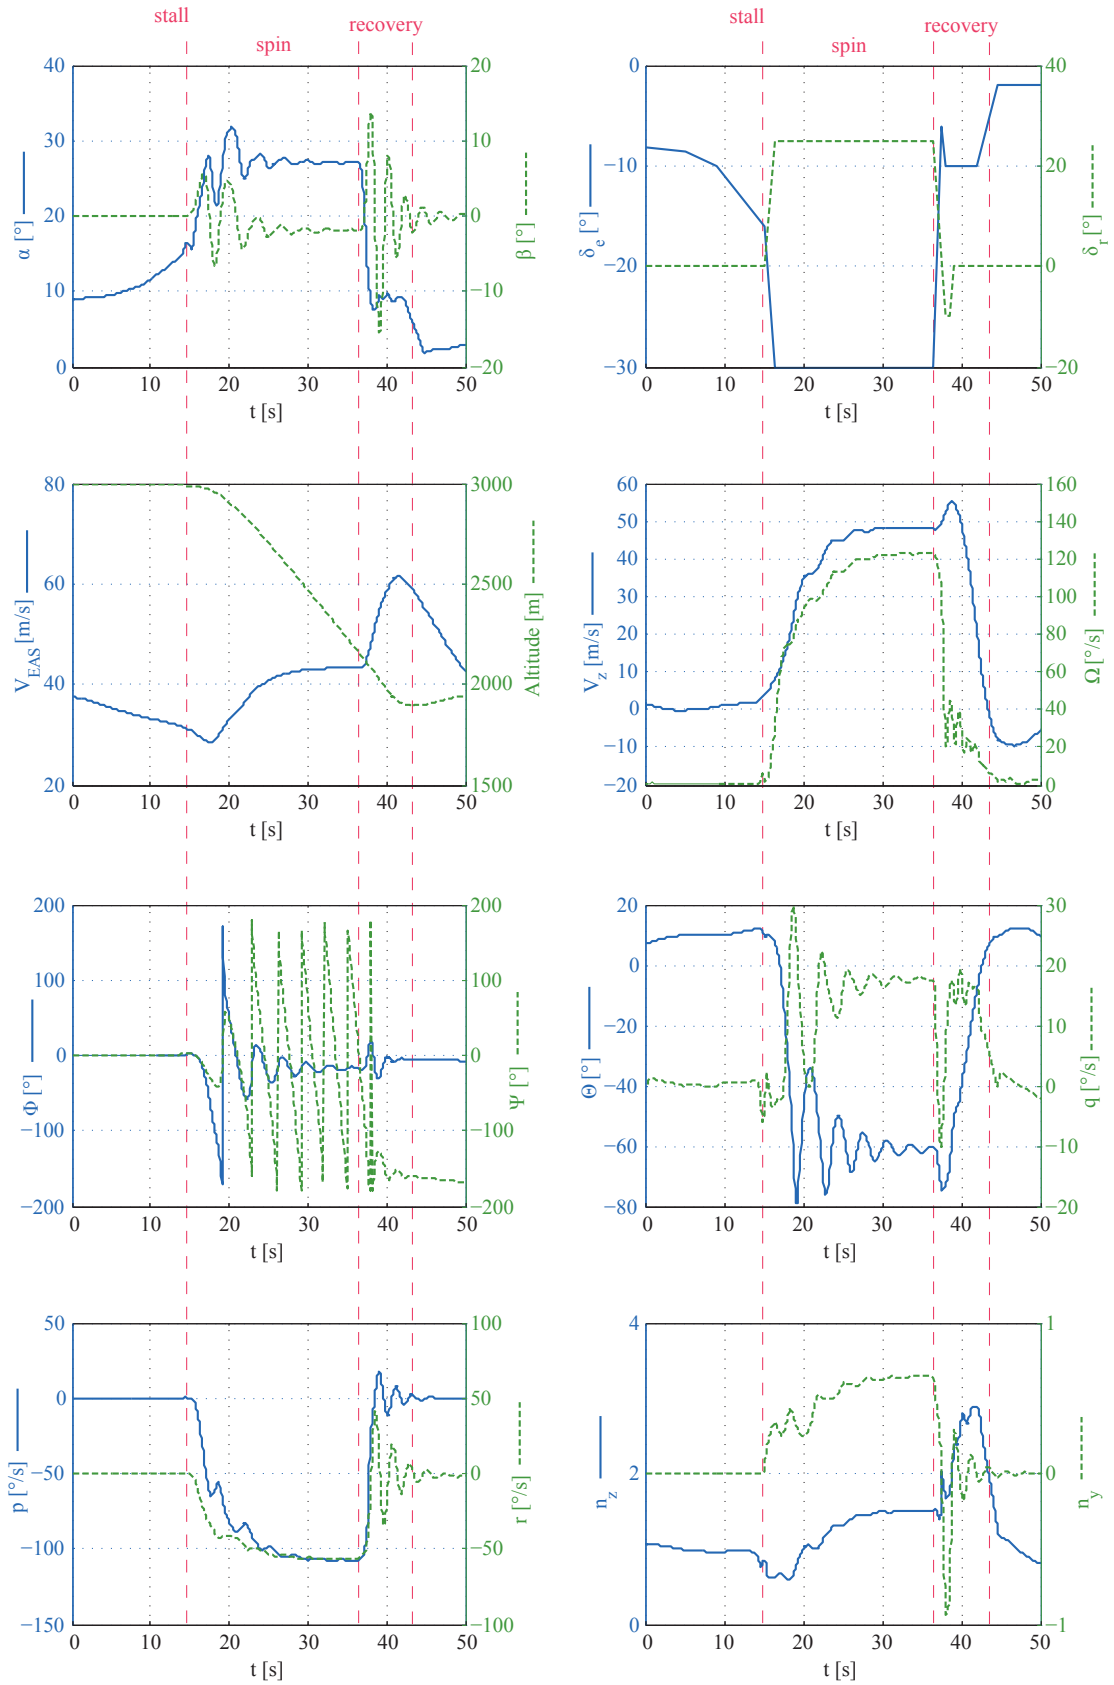 stall
spin
recovery
stall
spin
recovery
40
30
20
10
0
α [°]
20
10
0
−10
−20
β [°]
0 10 20 30 40 50
t [s]
0
−10
−20
−30
δe [°]
40
20
0
−20
δr [°]
0 10 20 30 40 50
t [s]
80
60
40
20
VEAS [m/s]
3000
2500
2000
1500
Altitude [m]
0 10 20 30 40 50
t [s]
60
50
40
30
20
10
0
−10
−20
Vz [m/s]
160
140
120
100
80
60
40
20
0
Ω [°/s]
0 10 20 30 40 50
t [s]
200
100
0
−100
−200
Φ [°]
200
100
0
−100
−200
Ψ [°]
0 10 20 30 40 50
t [s]
20
0
−20
−40
−60
−80
Θ [°]
30
20
10
0
−10
−20
q [°/s]
0 10 20 30 40 50
t [s]
50
0
−50
−100
−150
p [°/s]
100
50
0
−50
−100
r [°/s]
0 10 20 30 40 50
t [s]
4
2
0
nz
1
0
−1
ny
0 10 20 30 40 50
t [s]